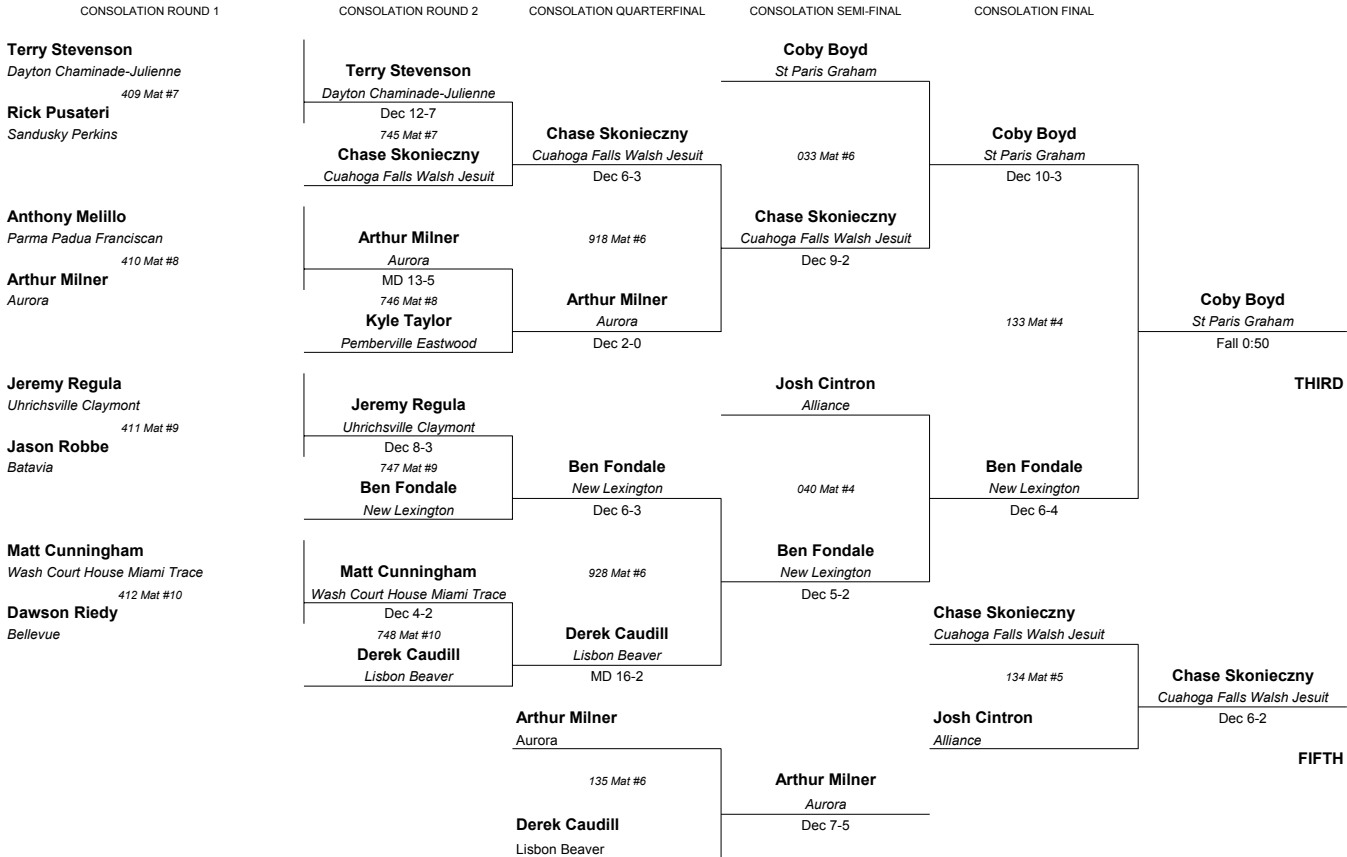 CONSOLATION ROUND 1
CONSOLATION ROUND 2
CONSOLATION QUARTERFINAL
CONSOLATION SEMI-FINAL
CONSOLATION FINAL
Terry Stevenson
Dayton Chaminade-Julienne
409 Mat #7
Rick Pusateri
Sandusky Perkins
Anthony Melillo
Parma Padua Franciscan
410 Mat #8
Arthur Milner
Aurora
Jeremy Regula
Uhrichsville Claymont
411 Mat #9
Jason Robbe
Batavia
Matt Cunningham
Wash Court House Miami Trace
412 Mat #10
Dawson Riedy
Bellevue
Terry Stevenson
Dayton Chaminade-Julienne
Dec 12-7
745 Mat #7
Chase Skonieczny
Cuahoga Falls Walsh Jesuit
Arthur Milner
Aurora
MD 13-5
746 Mat #8
Kyle Taylor
Pemberville Eastwood
Jeremy Regula
Uhrichsville Claymont
Dec 8-3
747 Mat #9
Ben Fondale
New Lexington
Matt Cunningham
Wash Court House Miami Trace
Dec 4-2
748 Mat #10
Derek Caudill
Lisbon Beaver
Chase Skonieczny
Cuahoga Falls Walsh Jesuit
Dec 6-3
918 Mat #6
Arthur Milner
Aurora
Dec 2-0
Ben Fondale
New Lexington
Dec 6-3
928 Mat #6
Derek Caudill
Lisbon Beaver
MD 16-2
Arthur Milner
Aurora
135 Mat #6
Derek Caudill
Lisbon Beaver
Coby Boyd
St Paris Graham
033 Mat #6
Chase Skonieczny
Cuahoga Falls Walsh Jesuit
Dec 9-2
Josh Cintron
Alliance
040 Mat #4
Ben Fondale
New Lexington
Dec 5-2
Arthur Milner
Aurora
Dec 7-5
Coby Boyd
St Paris Graham
Dec 10-3
133 Mat #4
Ben Fondale
New Lexington
Dec 6-4
Chase Skonieczny
Cuahoga Falls Walsh Jesuit
134 Mat #5
Josh Cintron
Alliance
Coby Boyd
St Paris Graham
Fall 0:50
THIRD
Chase Skonieczny
Cuahoga Falls Walsh Jesuit
Dec 6-2
FIFTH